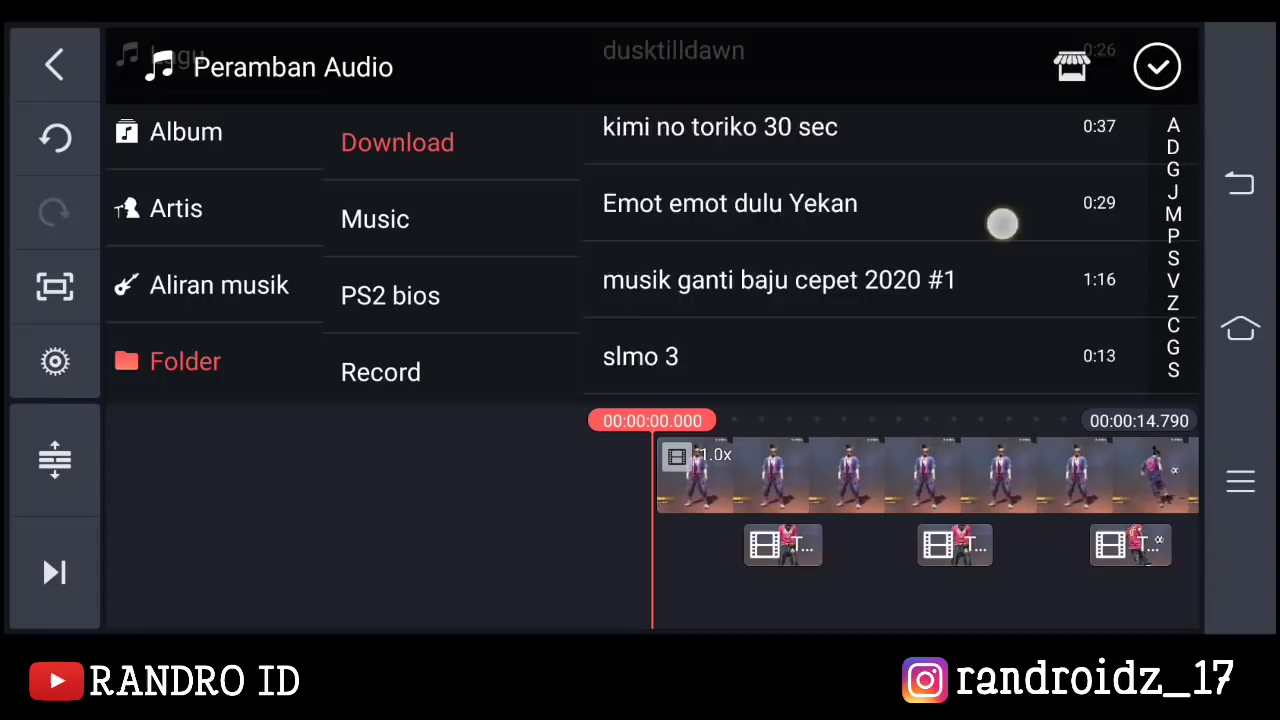 Lagu
Peramban Audio
dusktilldawn
0:26
Album
Artis
Aliran musik
Folder
Download
Music
PS2 bios
Record
kimi no toriko 30 sec
0:37
Emot emot dulu Yekan
0:29
musik ganti baju cepet 2020 #1
1:16
slmo 3
0:13
A
D
G
J
M
P
S
V
Z
C
G
S
00:00:00.000
00:00:14.790
1.0x
T...
T...
T...
RANDRO ID
randroidz_17